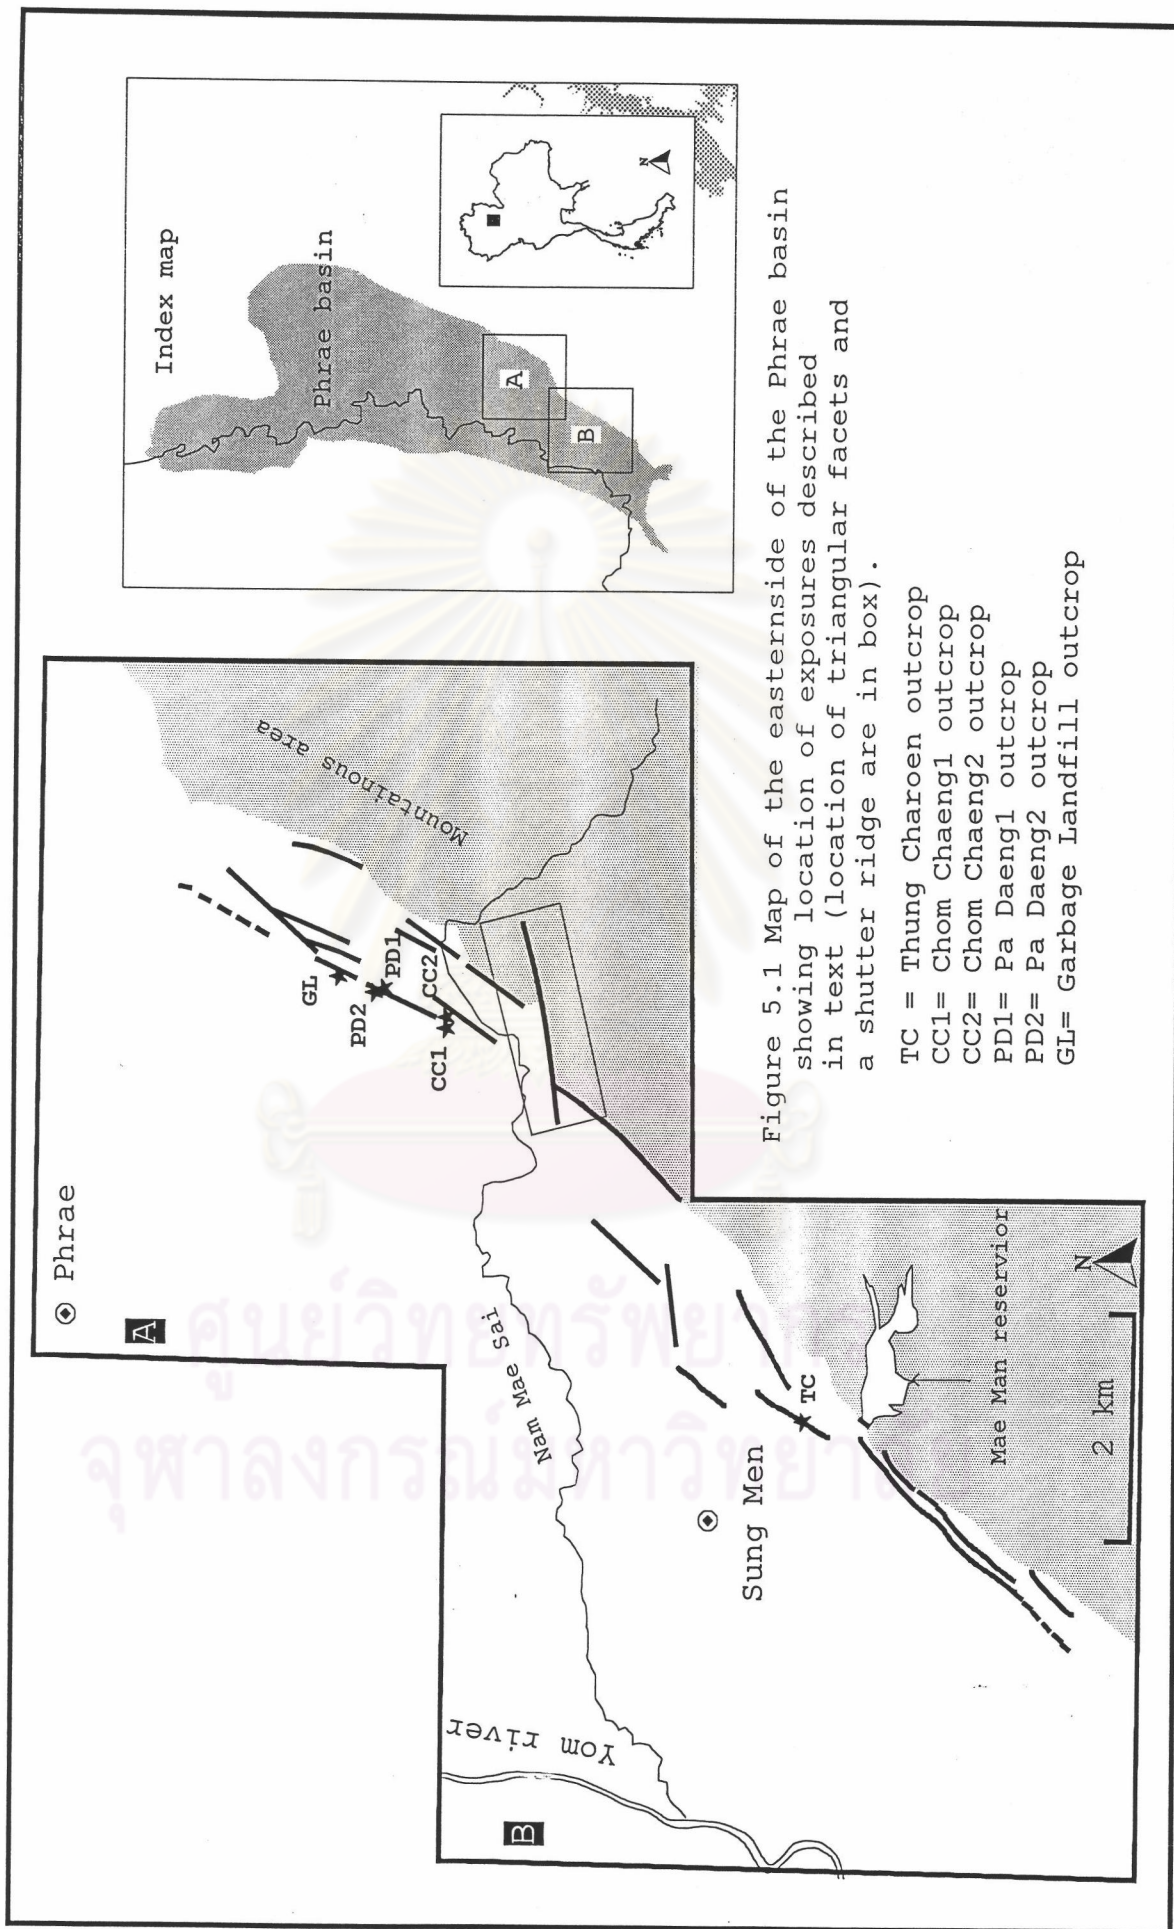 A
Phrae
Mountainous
area
GL
PD2
PD1
CC2
CC1
Nam Mae Sai
Yom river
B
Sung Men
TC
Mae Man reservior
N
2 km
Index map
Phrae basin
A
B
N
Figure 5.1 Map of the easternside of the Phrae basin
showing location of exposures described
in text (location of triangular facets and
a shutter ridge are in box).
TC = Thung Charoen outcrop
CC1= Chom Chaeng1 outcrop
CC2= Chom Chaeng2 outcrop
PD1= Pa Daeng1 outcrop
PD2= Pa Daeng2 outcrop
GL= Garbage Landfill outcrop
ศูนย์วิทยทรัพยากร
จุฬาลงกรณ์มหาวิทยาลัย